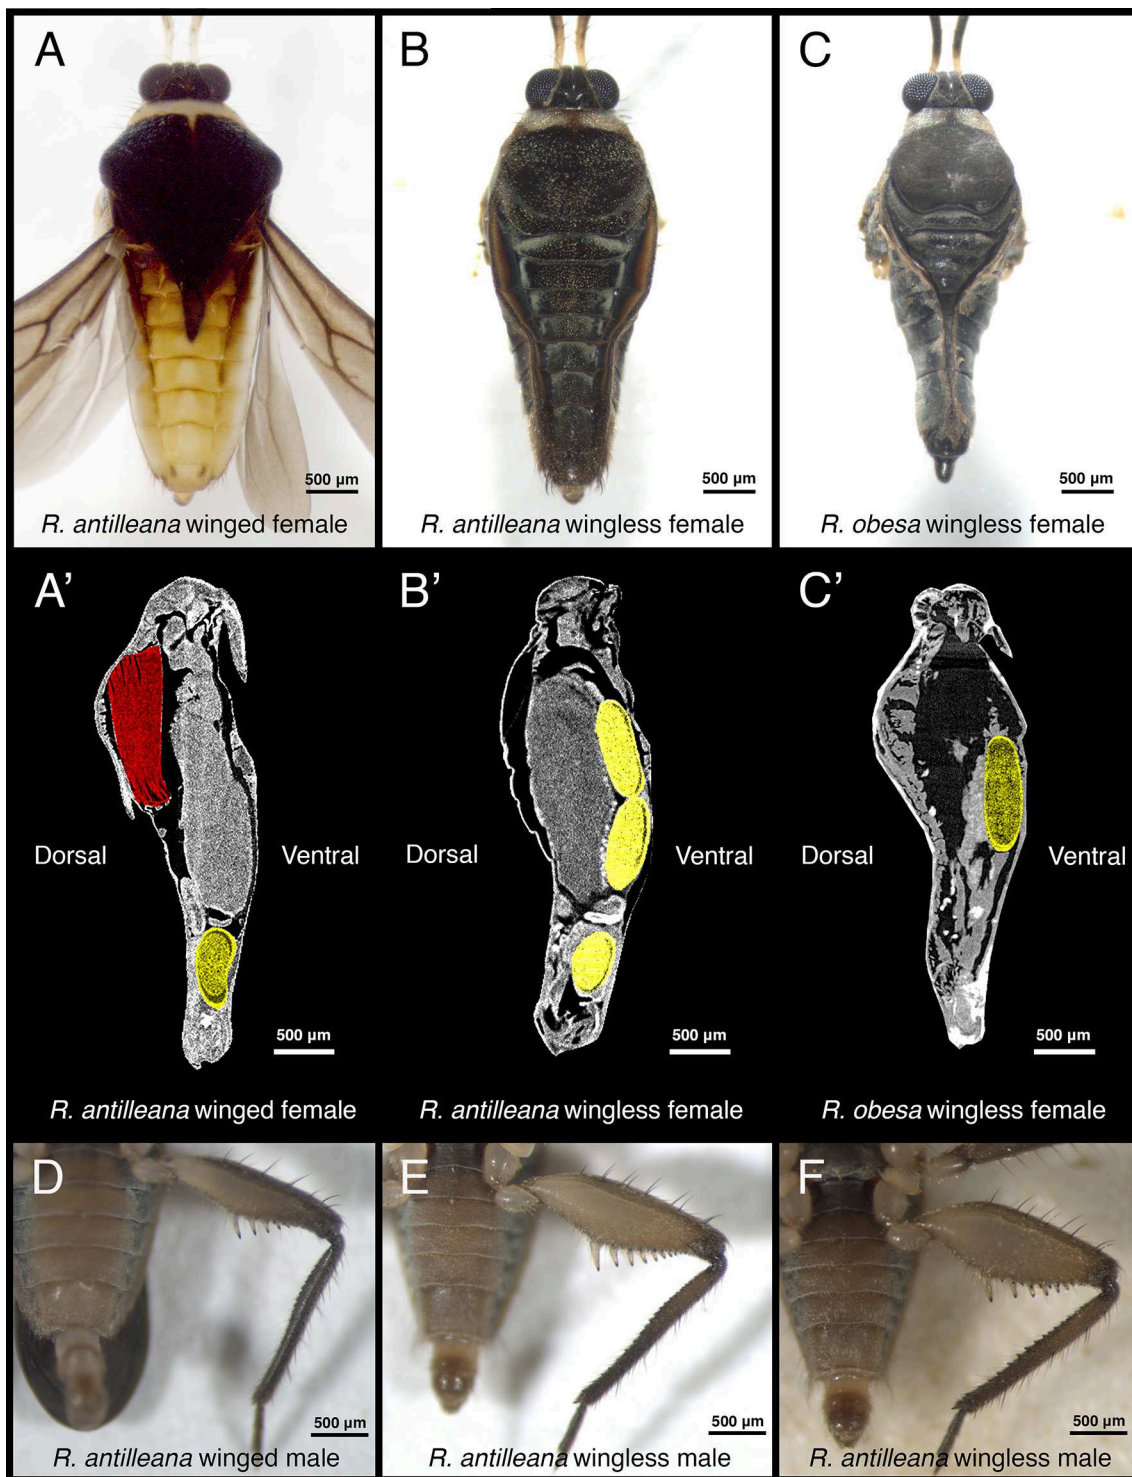 A
B
C
500 µm
500 µm
500 µm
R. antilleana winged female
R. antilleana wingless female
R. obesa wingless female
A’
B’
C’
Dorsal
Ventral
Dorsal
Ventral
Dorsal
Ventral
500 µm
500 µm
500 µm
R. antilleana winged female
R. antilleana wingless female
R. obesa wingless female
D
E
F
500 µm
500 µm
500 µm
R. antilleana winged male
R. antilleana wingless male
R. antilleana wingless male